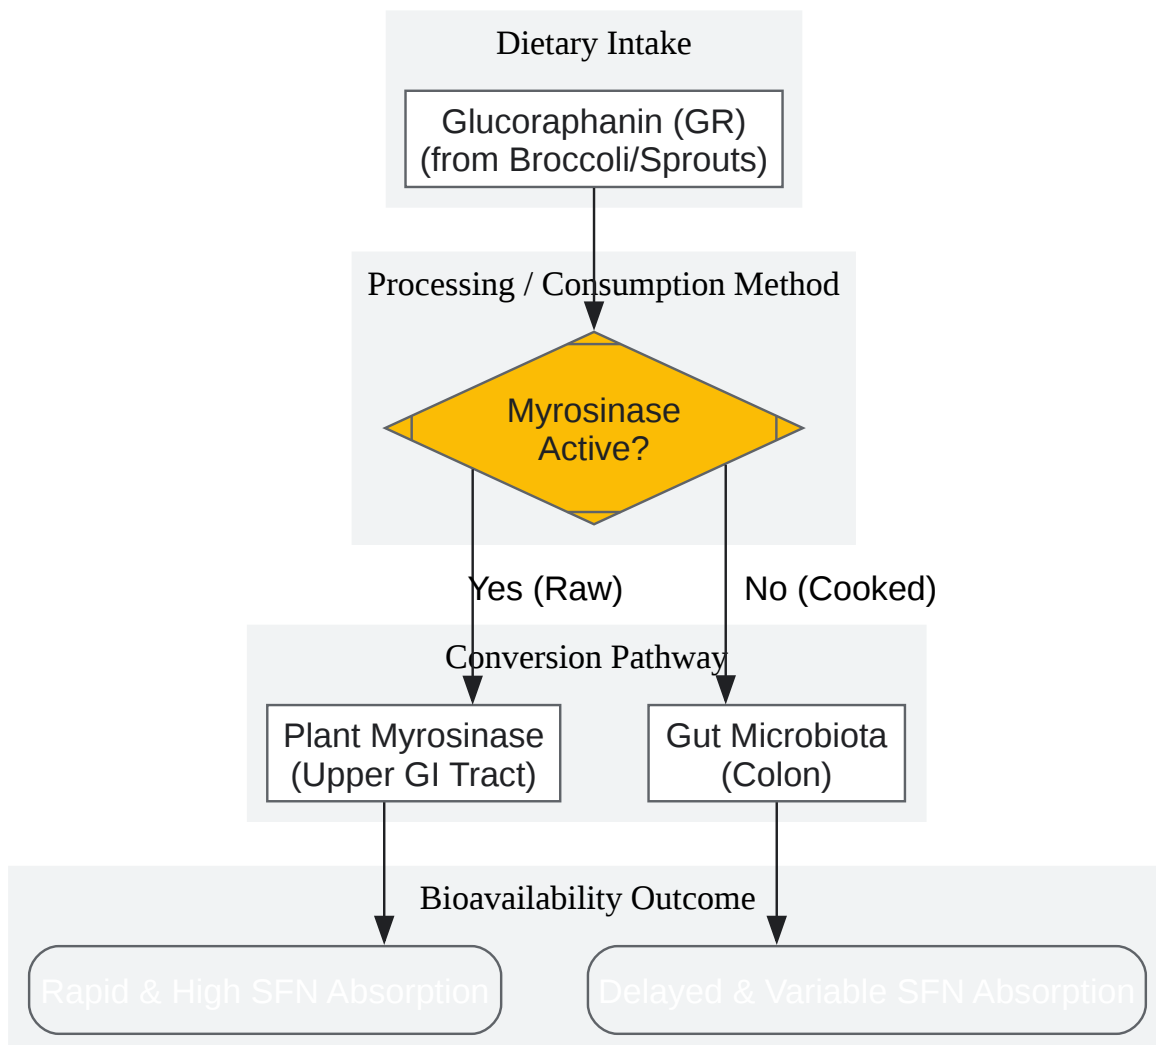 Dietary Intake
Glucoraphanin (GR)
(from Broccoli/Sprouts)
Processing / Consumption Method
Myrosinase
Active?
Yes (Raw)
No (Cooked)
Conversion Pathway
Plant Myrosinase
(Upper GI Tract)
Gut Microbiota
(Colon)
Bioavailability Outcome
Rapid & High SFN Absorption
Delayed & Variable SFN Absorption